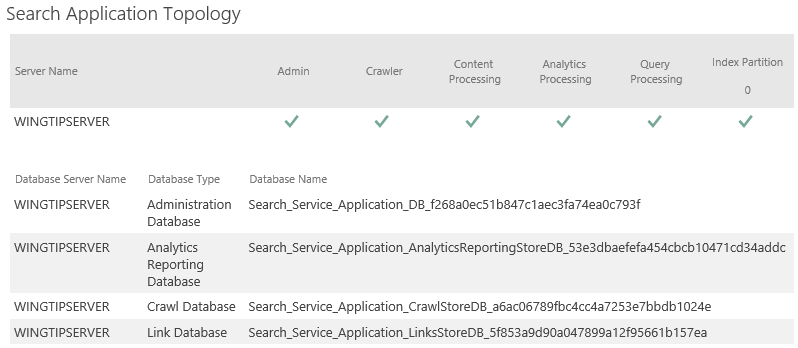 Search Application Topology
Server Name Admin Crawler Content Processing Analytics Processing Query Processing Index Partition 0
WINGTIPSERVER
Database Server Name Database Type Database Name
WINGTIPSERVER Administration Database Search_Service_Application_DB_f268a0ec51b847c1aec3fa74ea0c793f
WINGTIPSERVER Analytics Reporting Database Search_Service_Application_AnalyticsReportingStoreDB_53e3dbaefefa454cbcb10471cd34addc
WINGTIPSERVER Crawl Database Search_Service_Application_CrawlStoreDB_a6ac06789fbc4cc4a7253e7bbdb1024e
WINGTIPSERVER Link Database Search_Service_Application_LinksStoreDB_5f853a9d90a047899a12f95661b157ea